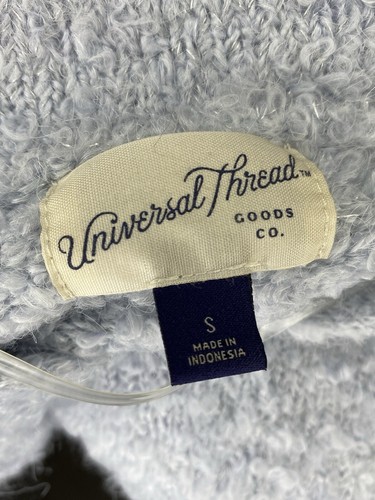 Universal Thread™
GOODS
CO.
S
MADE IN
INDONESIA